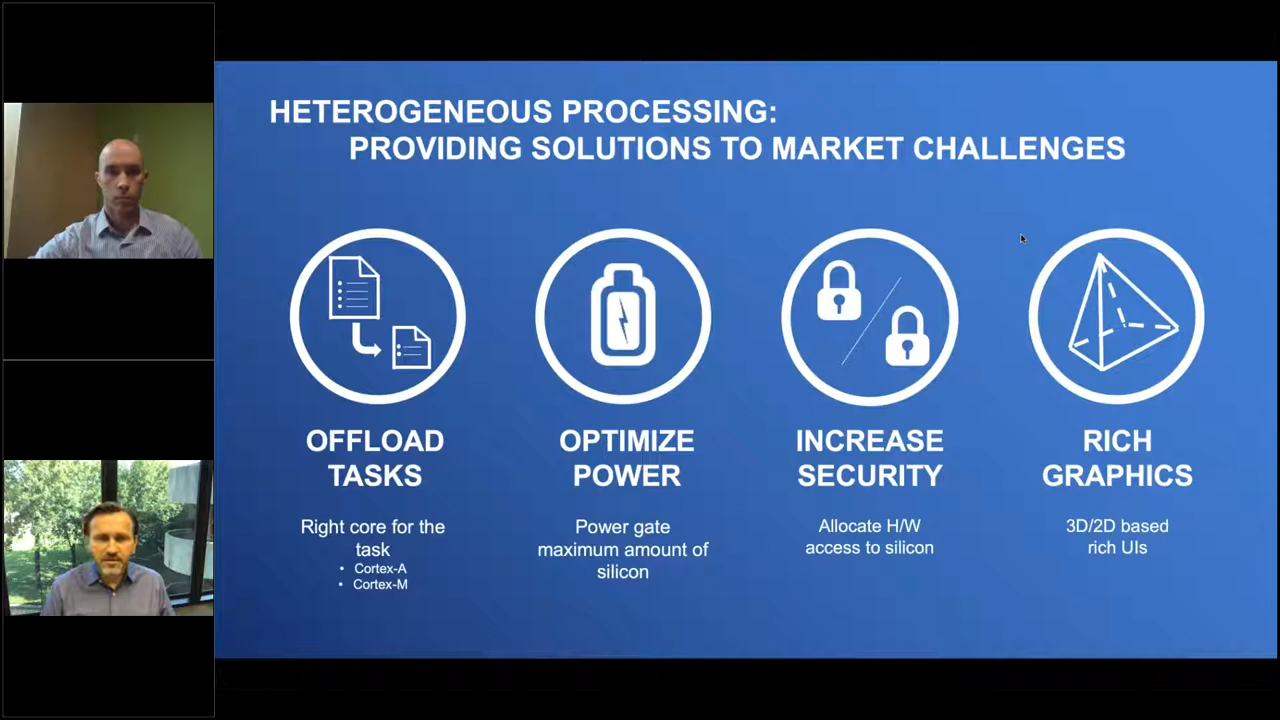 HETEROGENEOUS PROCESSING:
PROVIDING SOLUTIONS TO MARKET CHALLENGES
OFFLOAD
TASKS
Right core for the
task
• Cortex-A
• Cortex-M
OPTIMIZE
POWER
Power gate
maximum amount of
silicon
INCREASE
SECURITY
Allocate H/W
access to silicon
RICH
GRAPHICS
3D/2D based
rich UIs